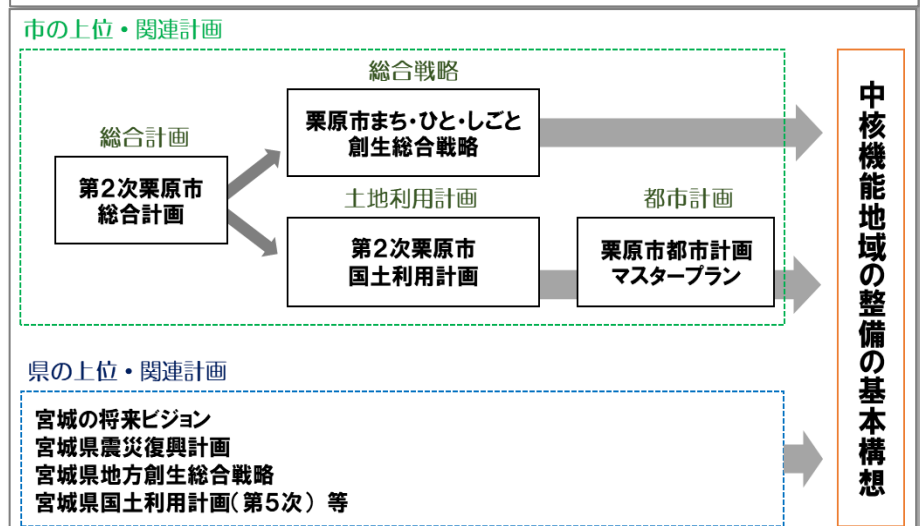 市の上位・関連計画
総合戦略
栗原市まち・ひと・しごと
創生総合戦略
総合計画
第２次栗原市
総合計画
土地利用計画
第２次栗原市
国土利用計画
都市計画
栗原市都市計画
マスタープラン
県の上位・関連計画
宮城の将来ビジョン
宮城県震災復興計画
宮城県地方創生総合戦略
宮城県国土利用計画（第５次）等
中核機能地域の整備の基本構想